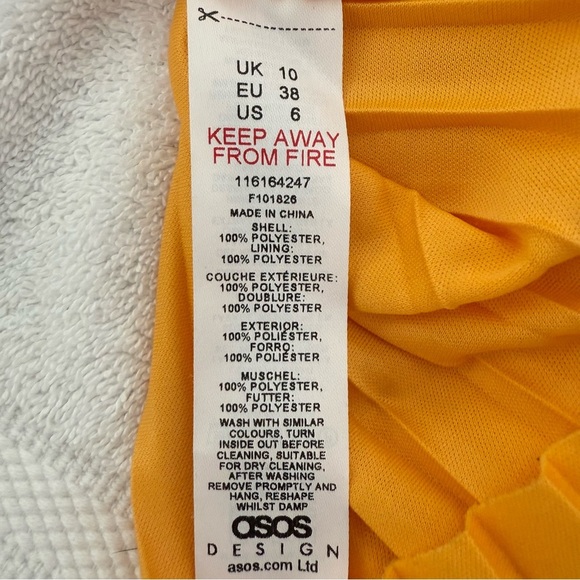 UK 10
EU 38
US 6
KEEP AWAY
FROM FIRE
116164247
F101826
MADE IN CHINA
SHELL:
100% POLYESTER,
LINING:
100% POLYESTER
COUCHE EXTÉRIEURE:
100% POLYESTER,
DOUBLURE:
100% POLYESTER
EXTERIOR:
100% POLIÉSTER,
FORRO:
100% POLIÉSTER
MUSCHEL:
100% POLYESTER,
FUTTER:
100% POLYESTER
WASH WITH SIMILAR
COLOURS, TURN
INSIDE OUT BEFORE
CLEANING, SUITABLE
FOR DRY CLEANING,
AFTER WASHING
REMOVE PROMPTLY AND
HANG, RESHAPE
WHILST DAMP
asos
DESIGN
asos.com Ltd